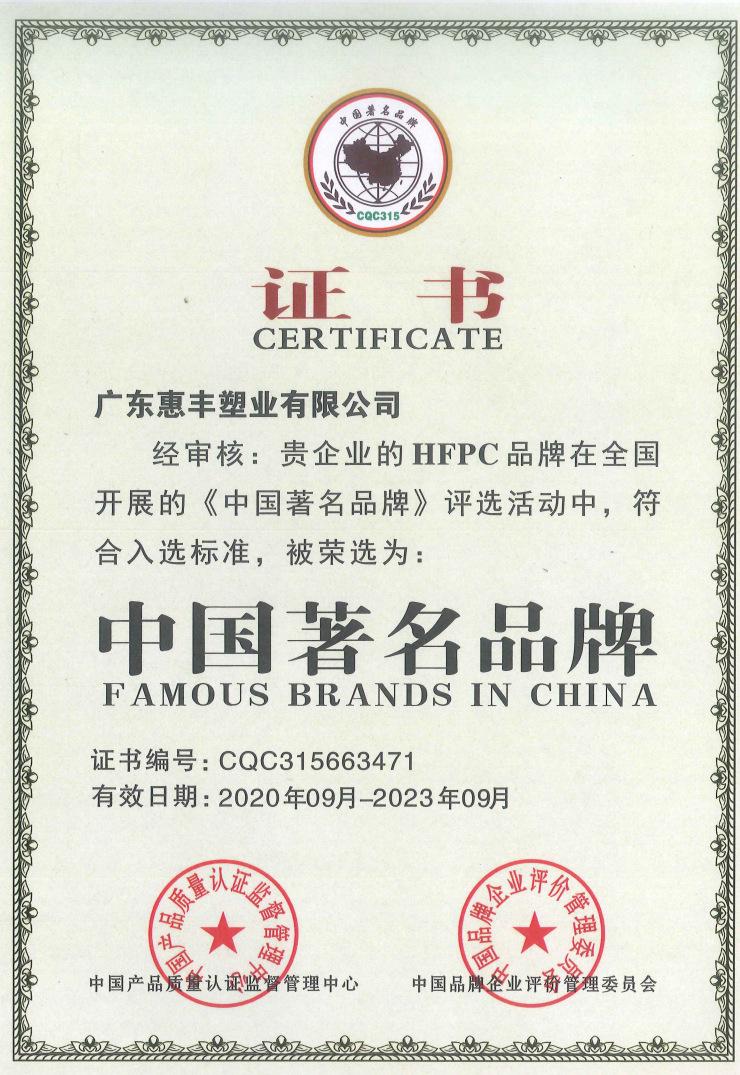 中国著名品牌
CQC315
证 书
CERTIFICATE
广东惠丰塑业有限公司
经审核：贵企业的 HFPC 品牌在全国
开展的《中国著名品牌》评选活动中，符
合入选标准，被荣选为：
中国著名品牌
FAMOUS BRANDS IN CHINA
证书编号：CQC315663471
有效日期：2020年09月–2023年09月
中国产品质量认证监督管理中心
中国品牌企业评价管理委员会
中国产品质量认证监督管理中心
中国品牌企业评价管理委员会